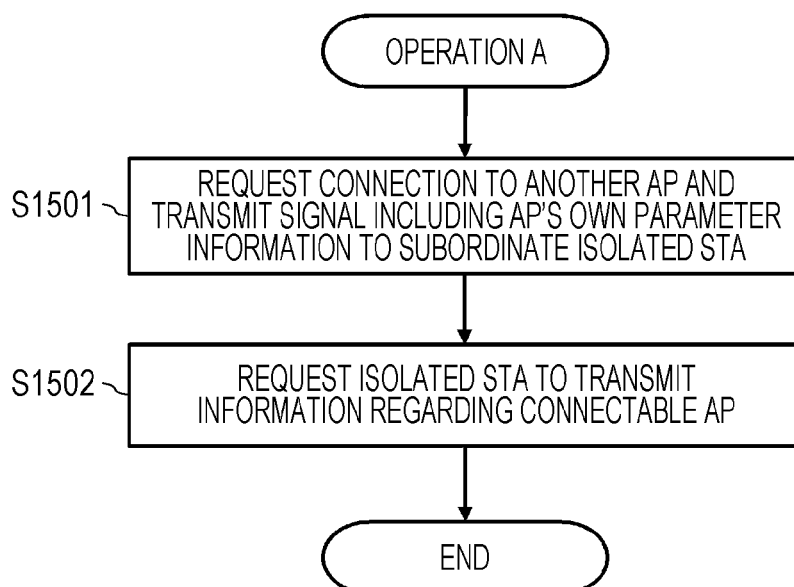 OPERATION A
S1501
REQUEST CONNECTION TO ANOTHER AP AND
TRANSMIT SIGNAL INCLUDING AP'S OWN PARAMETER
INFORMATION TO SUBORDINATE ISOLATED STA
S1502
REQUEST ISOLATED STA TO TRANSMIT
INFORMATION REGARDING CONNECTABLE AP
END